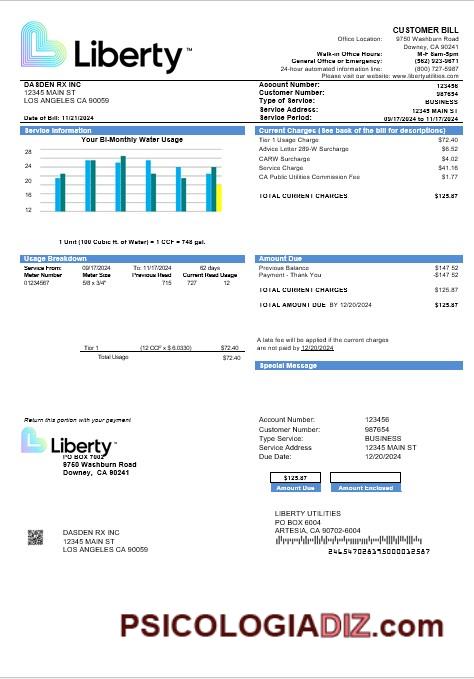 Liberty™
CUSTOMER BILL
Office Location: 9750 Washburn Road
Downey, CA 90241
Walk-in Office Hours: M-F 8am-5pm
General Office or Emergency: (562) 923-9671
24-hour automated information line: (800) 727-5987
Please visit our website: www.libertyutilities.com
DASDEN RX INC
12345 MAIN ST
LOS ANGELES CA 90059
Date of Bill: 11/21/2024
Account Number: 123456
Customer Number: 987654
Type of Service: BUSINESS
Service Address: 12345 MAIN ST
Service Period: 09/17/2024 to 11/17/2024
Service Information
Your Bi-Monthly Water Usage
28
24
20
16
12
1 Unit (100 Cubic ft. of Water) = 1 CCF = 748 gal.
Current Charges (See back of the bill for descriptions)
Tier 1 Usage Charge $72.40
Advice Letter 289-W Surcharge $6.52
CARW Surcharge $4.02
Service Charge $41.16
CA Public Utilities Commission Fee $1.77
TOTAL CURRENT CHARGES $125.87
Usage Breakdown
Service From: 09/17/2024 To: 11/17/2024 62 days
Meter Number Meter Size Previous Read Current Read Usage
01234567 5/8 x 3/4" 715 727 12
Tier 1 (12 CCF x $ 6.0330) $72.40
Total Usage $72.40
Amount Due
Previous Balance $147.52
Payment - Thank You -$147.52
TOTAL CURRENT CHARGES $125.87
TOTAL AMOUNT DUE BY 12/20/2024 $125.87
A late fee will be applied if the current charges
are not paid by 12/20/2024
Special Message
Return this portion with your payment
Liberty™
PO BOX 7002
9750 Washburn Road
Downey, CA 90241
Account Number: 123456
Customer Number: 987654
Type Service: BUSINESS
Service Address 12345 MAIN ST
Due Date: 12/20/2024
$125.87
Amount Due Amount Enclosed
DASDEN RX INC
12345 MAIN ST
LOS ANGELES CA 90059
LIBERTY UTILITIES
PO BOX 6004
ARTESIA, CA 90702-6004
PSICOLOGIADIZ.com